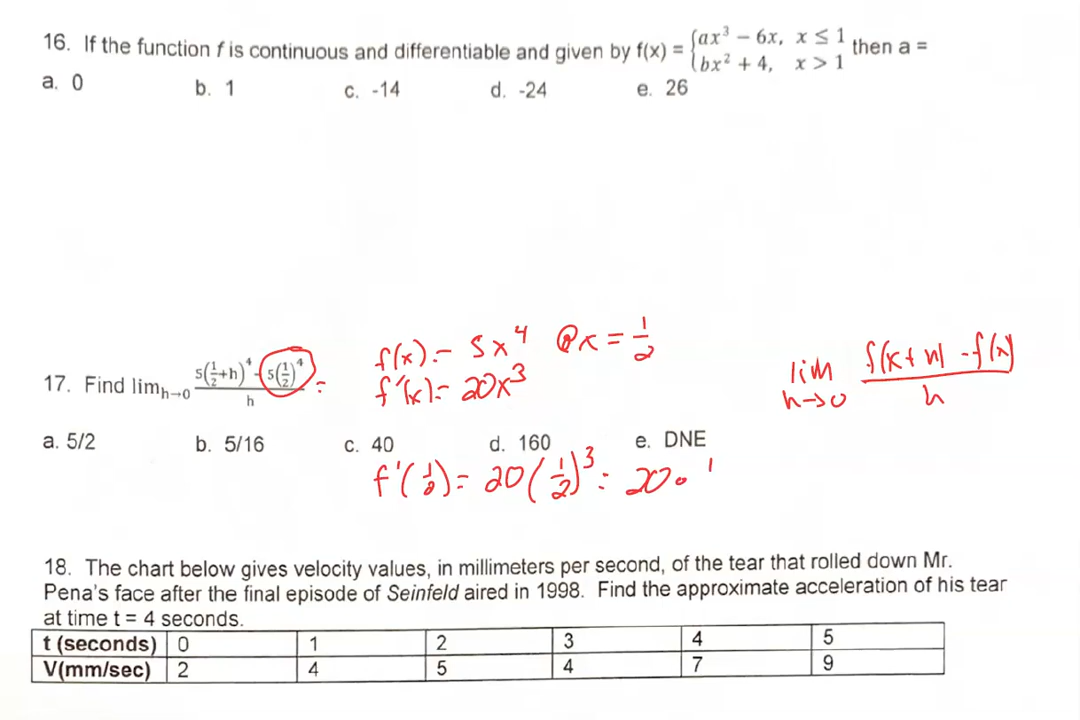 16. If the function f is continuous and differentiable and given by f(x) = {ax³ − 6x, x ≤ 1
{bx² + 4, x > 1 then a =
a. 0 b. 1 c. -14 d. -24 e. 26
f(x) = 5x⁴ @ x = 1/2
17. Find lim_{h→0} (5(1/2+h)⁴ - 5(1/2)⁴)/h = f'(x) = 20x³ lim_{h→0} (f(x+h) - f(x))/h
a. 5/2 b. 5/16 c. 40 d. 160 e. DNE
f'(1/2) = 20(1/2)³ = 20 · 1
18. The chart below gives velocity values, in millimeters per second, of the tear that rolled down Mr.
Pena's face after the final episode of Seinfeld aired in 1998. Find the approximate acceleration of his tear
at time t = 4 seconds.
t (seconds) 0 1 2 3 4 5
V(mm/sec) 2 4 5 4 7 9